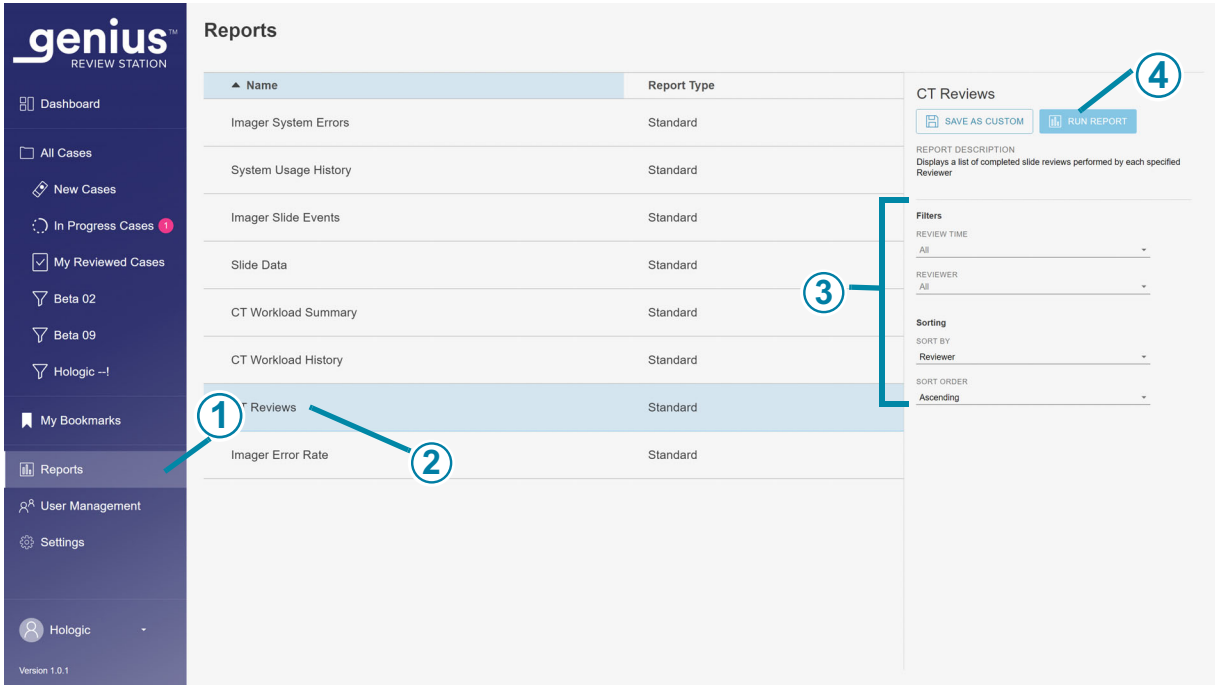 genius™
REVIEW STATION
Dashboard
All Cases
New Cases
In Progress Cases 1
My Reviewed Cases
Beta 02
Beta 09
Hologic --!
My Bookmarks
Reports
User Management
Settings
Hologic
Version 1.0.1
Reports
Name Report Type
Imager System Errors Standard
System Usage History Standard
Imager Slide Events Standard
Slide Data Standard
CT Workload Summary Standard
CT Workload History Standard
T Reviews Standard
Imager Error Rate Standard
1
2
3
4
CT Reviews
SAVE AS CUSTOM RUN REPORT
REPORT DESCRIPTION
Displays a list of completed slide reviews performed by each specified
Reviewer
Filters
REVIEW TIME
All
REVIEWER
All
Sorting
SORT BY
Reviewer
SORT ORDER
Ascending